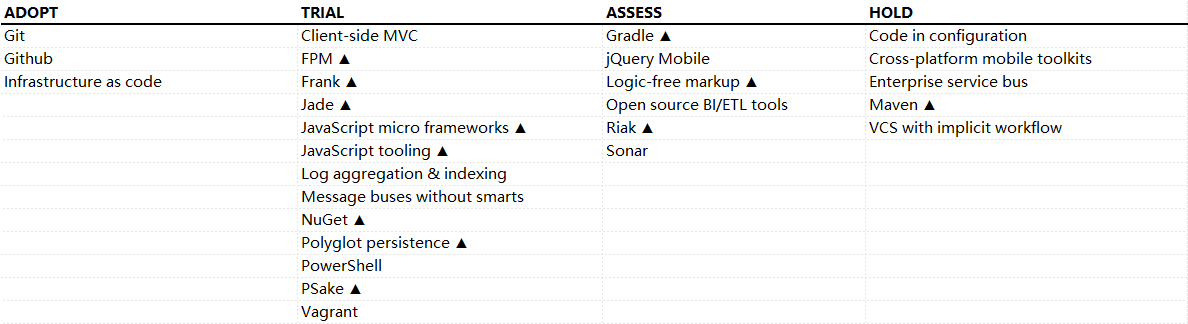 ADOPT TRIAL ASSESS HOLD
Git Client-side MVC Gradle ▲ Code in configuration
Github FPM ▲ jQuery Mobile Cross-platform mobile toolkits
Infrastructure as code Frank ▲ Logic-free markup ▲ Enterprise service bus
Jade ▲ Open source BI/ETL tools Maven ▲
JavaScript micro frameworks ▲ Riak ▲ VCS with implicit workflow
JavaScript tooling ▲ Sonar
Log aggregation & indexing
Message buses without smarts
NuGet ▲
Polyglot persistence ▲
PowerShell
PSake ▲
Vagrant